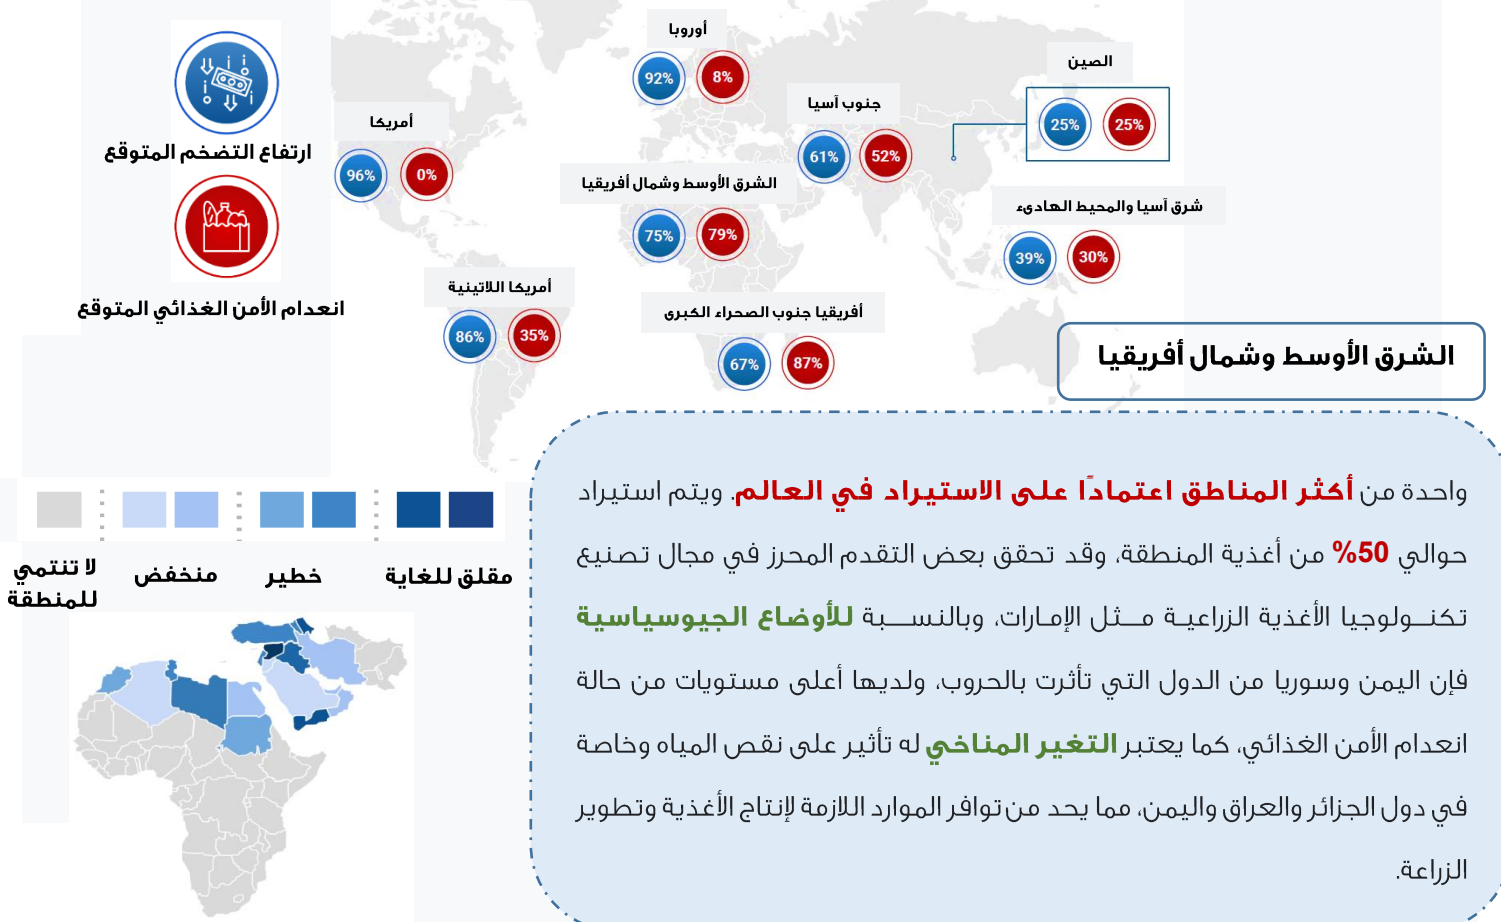 أوروبا
92%
8%
الصين
25%
25%
جنوب آسيا
61%
52%
أمريكا
96%
0%
ارتفاع التضخم المتوقع
الشرق الأوسط وشمال أفريقيا
75%
79%
شرق آسيا والمحيط الهادىء
39%
30%
انعدام الأمن الغذائي المتوقع
أمريكا اللاتينية
86%
35%
أفريقيا جنوب الصحراء الكبرى
67%
87%
الشرق الأوسط وشمال أفريقيا
واحدة من أكثر المناطق اعتمادًا على الاستيراد في العالم. ويتم استيراد
حوالي 50% من أغذية المنطقة، وقد تحقق بعض التقدم المحرز في مجال تصنيع
تكنـولوجيا الأغذية الزراعيـة مـثل الإمـارات، وبالنســبة للأوضاع الجيوسياسية
فإن اليمن وسوريا من الدول التي تأثرت بالحروب، ولديها أعلى مستويات من حالة
انعدام الأمن الغذائي، كما يعتبر التغير المناخي له تأثير على نقص المياه وخاصة
في دول الجزائر والعراق واليمن، مما يحد من توافر الموارد اللازمة لإنتاج الأغذية وتطوير
الزراعة.
مقلق للغاية
خطير
منخفض
لا تنتمي
للمنطقة